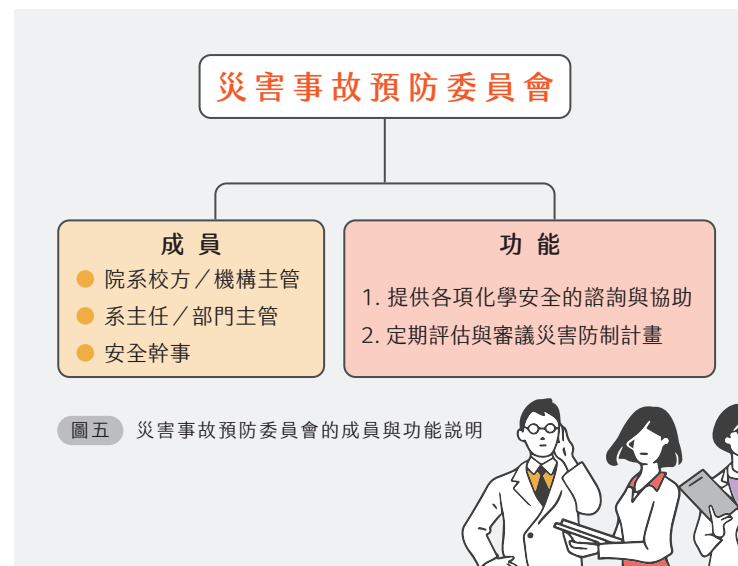 災害事故預防委員會
成員
院系校方／機構主管
系主任／部門主管
安全幹事
功能
1. 提供各項化學安全的諮詢與協助
2. 定期評估與審議災害防制計畫
圖五 災害事故預防委員會的成員與功能說明